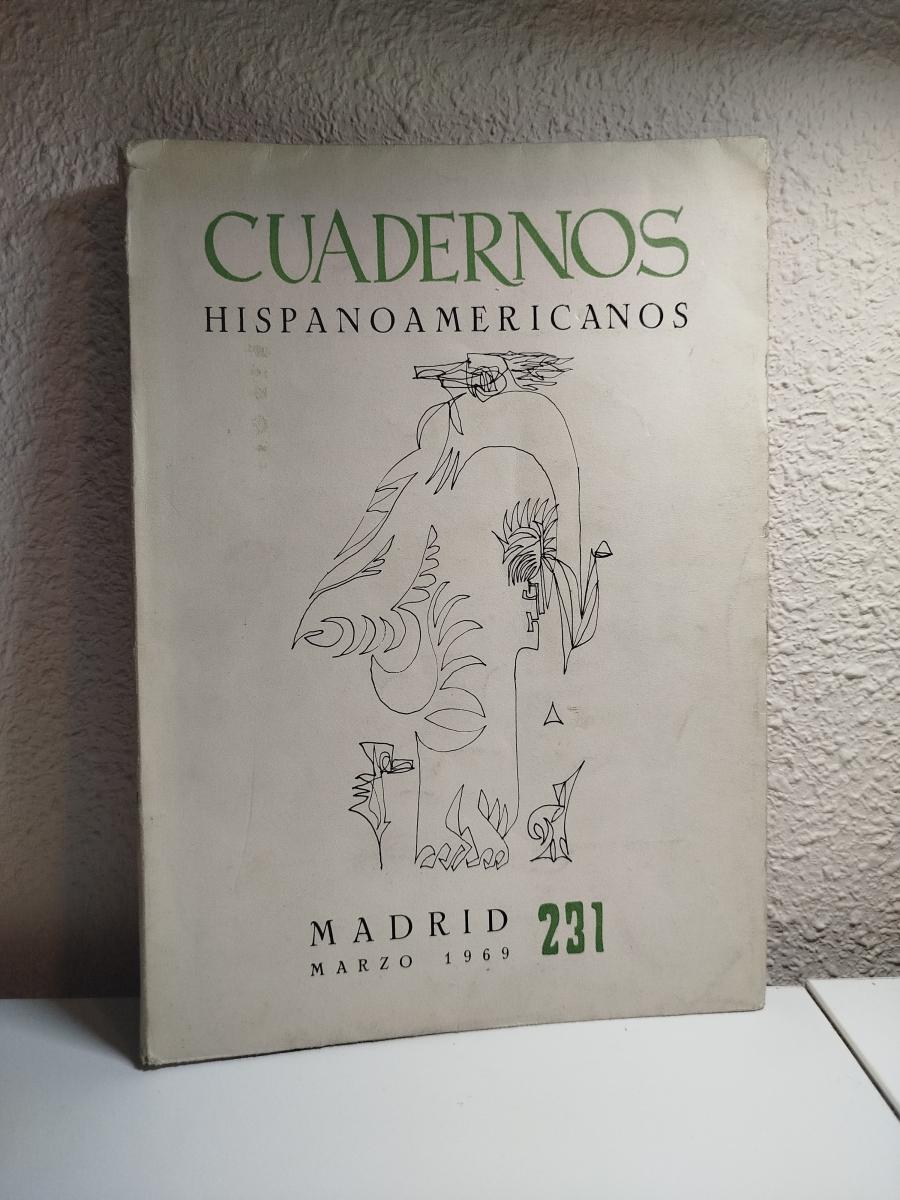 CUADERNOS
HISPANOAMERICANOS
MADRID 231
MARZO 1969